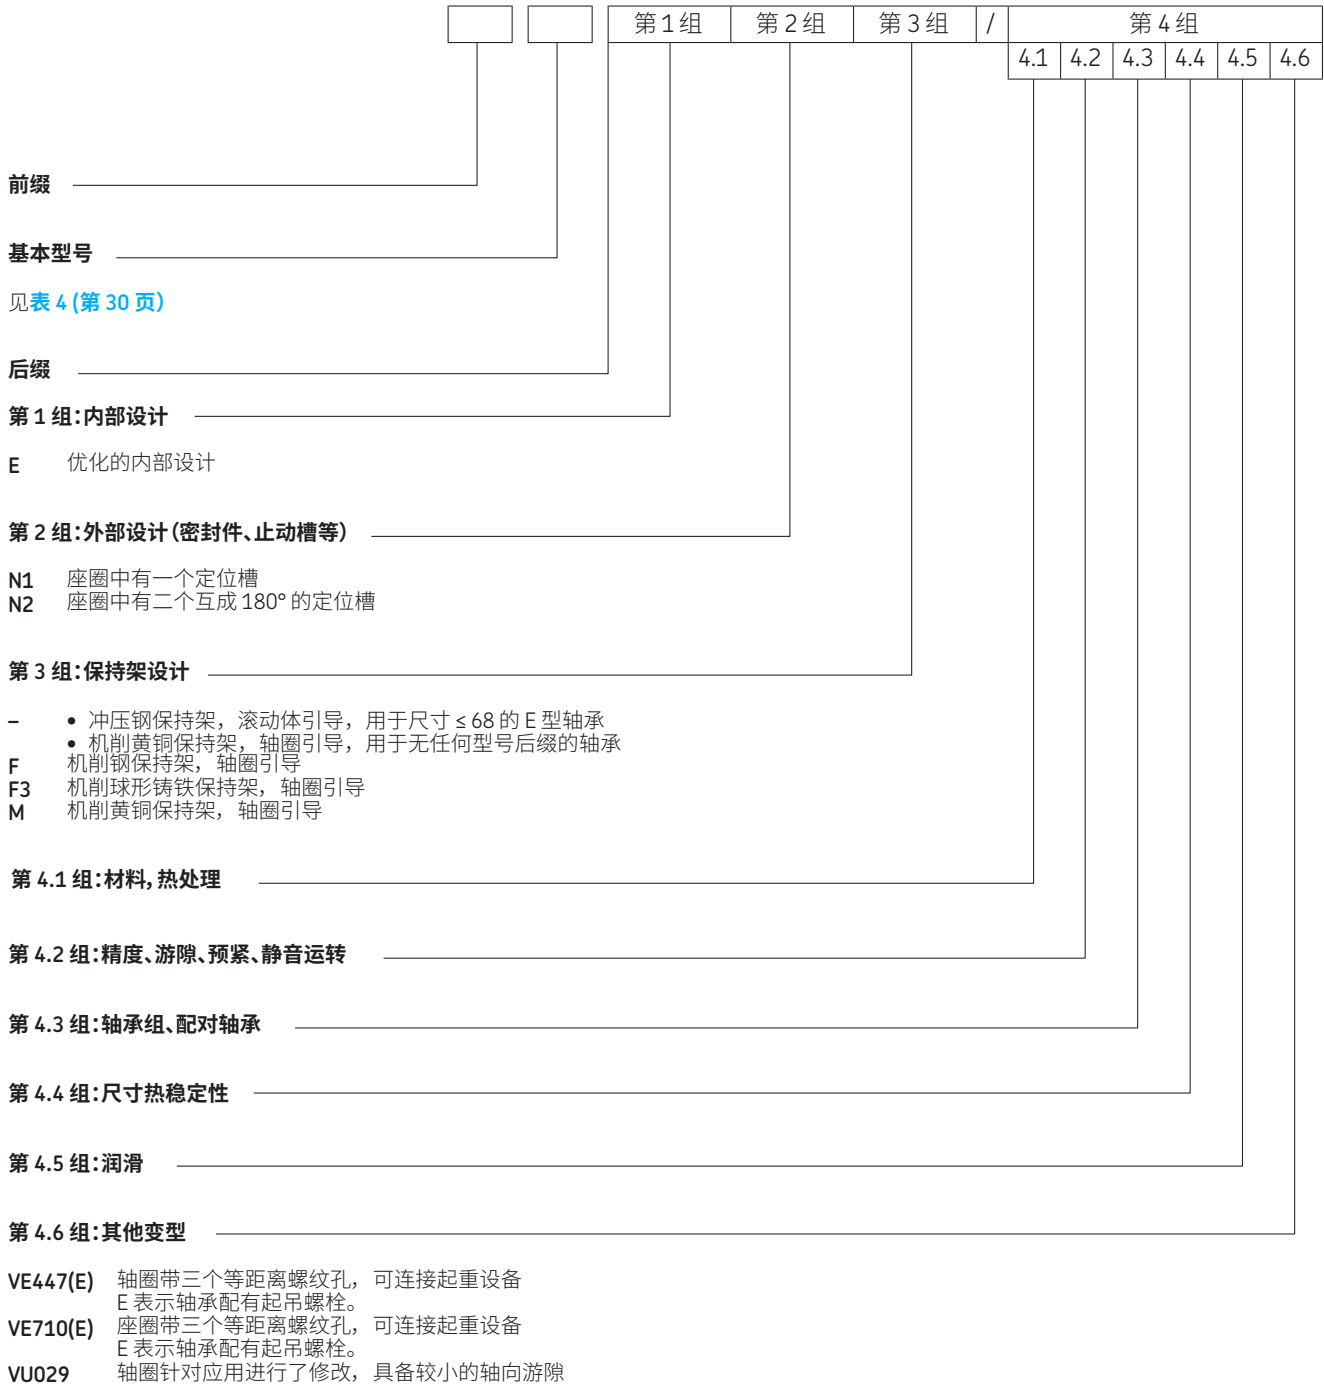 第 1 组 第 2 组 第 3 组 / 第 4 组
4.1 4.2 4.3 4.4 4.5 4.6
前缀
基本型号
见表 4 (第 30 页)
后缀
第 1 组：内部设计
E 优化的内部设计
第 2 组：外部设计（密封件、止动槽等）
N1 座圈中有一个定位槽
N2 座圈中有二个互成 180° 的定位槽
第 3 组：保持架设计
– • 冲压钢保持架，滚动体引导，用于尺寸 ≤ 68 的 E 型轴承
• 机削黄铜保持架，轴圈引导，用于无任何型号后缀的轴承
F 机削钢保持架，轴圈引导
F3 机削球形铸铁保持架，轴圈引导
M 机削黄铜保持架，轴圈引导
第 4.1 组：材料，热处理
第 4.2 组：精度、游隙、预紧、静音运转
第 4.3 组：轴承组、配对轴承
第 4.4 组：尺寸热稳定性
第 4.5 组：润滑
第 4.6 组：其他变型
VE447(E) 轴圈带三个等距离螺纹孔，可连接起重设备
E 表示轴承配有起吊螺栓。
VE710(E) 座圈带三个等距离螺纹孔，可连接起重设备
E 表示轴承配有起吊螺栓。
VU029 轴圈针对应用进行了修改，具备较小的轴向游隙